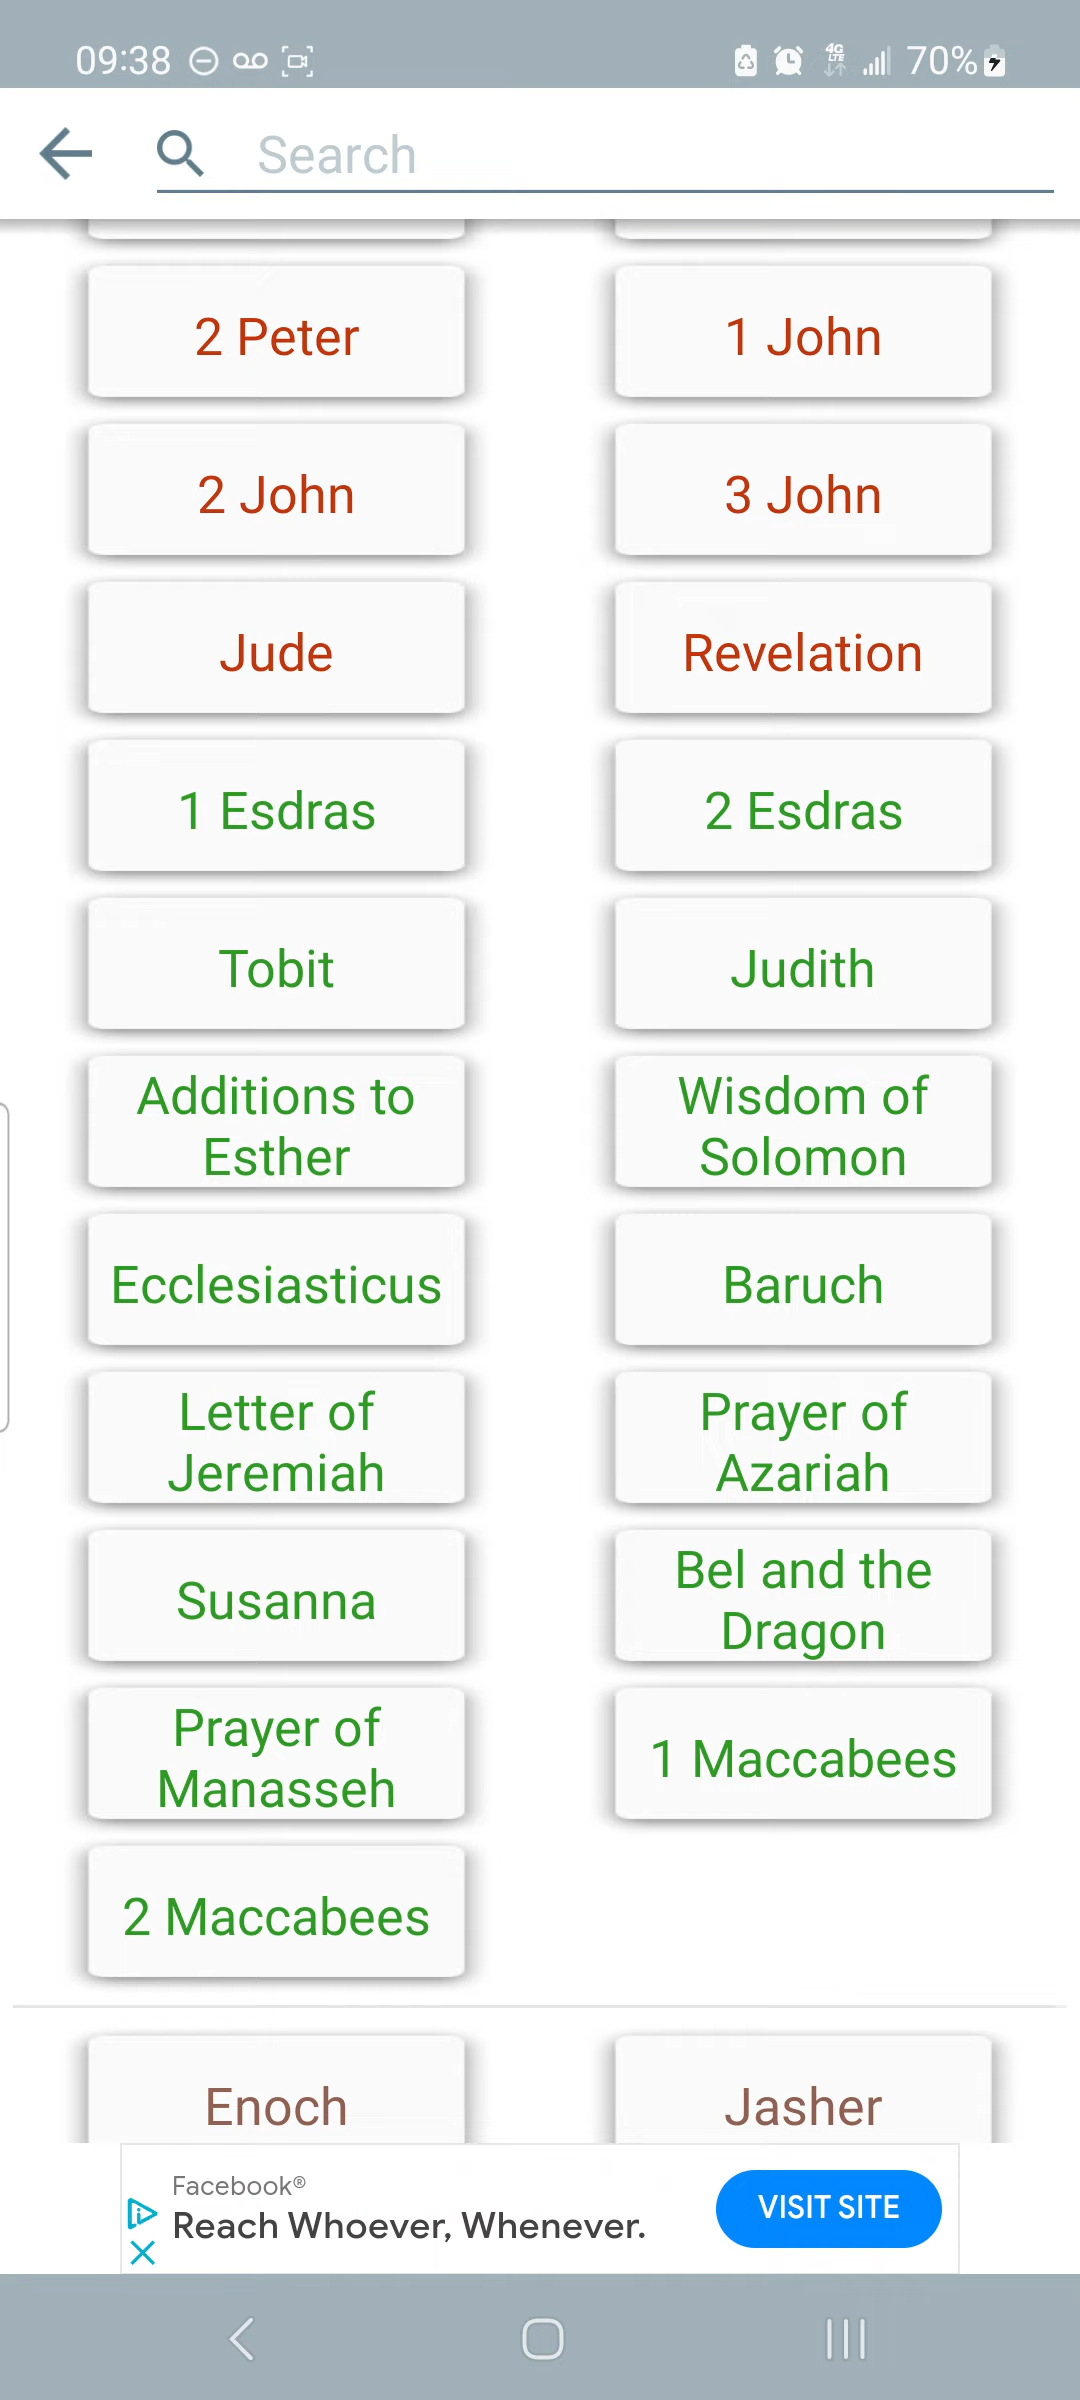 09:38
4G
LTE
70%
Search
2 Peter
1 John
2 John
3 John
Jude
Revelation
1 Esdras
2 Esdras
Tobit
Judith
Additions to
Esther
Wisdom of
Solomon
Ecclesiasticus
Baruch
Letter of
Jeremiah
Prayer of
Azariah
Susanna
Bel and the
Dragon
Prayer of
Manasseh
1 Maccabees
2 Maccabees
Enoch
Jasher
Facebook®
Reach Whoever, Whenever.
VISIT SITE